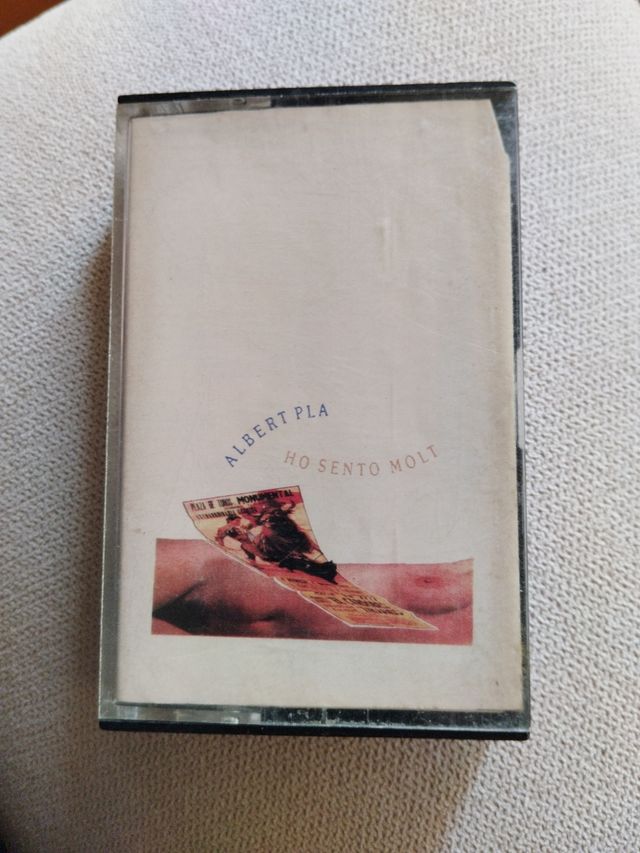 ALBERT PLA
HO SENTO MOLT
PLAZA DE TOROS MONUMENTAL